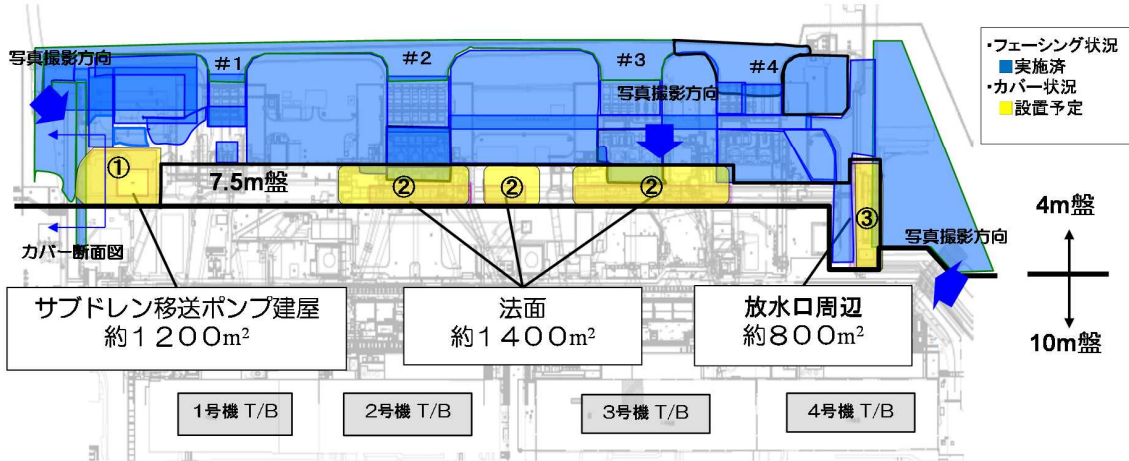 ・フェーシング状況
実施済
・カバー状況
設置予定
写真撮影方向
#1
#2
#3
#4
写真撮影方向
①
7.5m盤
②
②
②
③
カバー断面図
写真撮影方向
4m盤
10m盤
サブドレン移送ポンプ建屋
約1200m²
法面
約1400m²
放水口周辺
約800m²
1号機 T/B
2号機 T/B
3号機 T/B
4号機 T/B